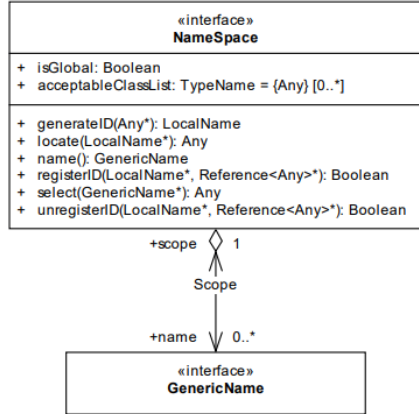 «interface»
NameSpace
+ isGlobal: Boolean
+ acceptableClassList: TypeName = {Any} [0..*]
+ generateID(Any*): LocalName
+ locate(LocalName*): Any
+ name(): GenericName
+ registerID(LocalName*, Reference<Any>*): Boolean
+ select(GenericName*): Any
+ unregisterID(LocalName*, Reference<Any>*): Boolean
+scope 1
Scope
+name 0..*
«interface»
GenericName